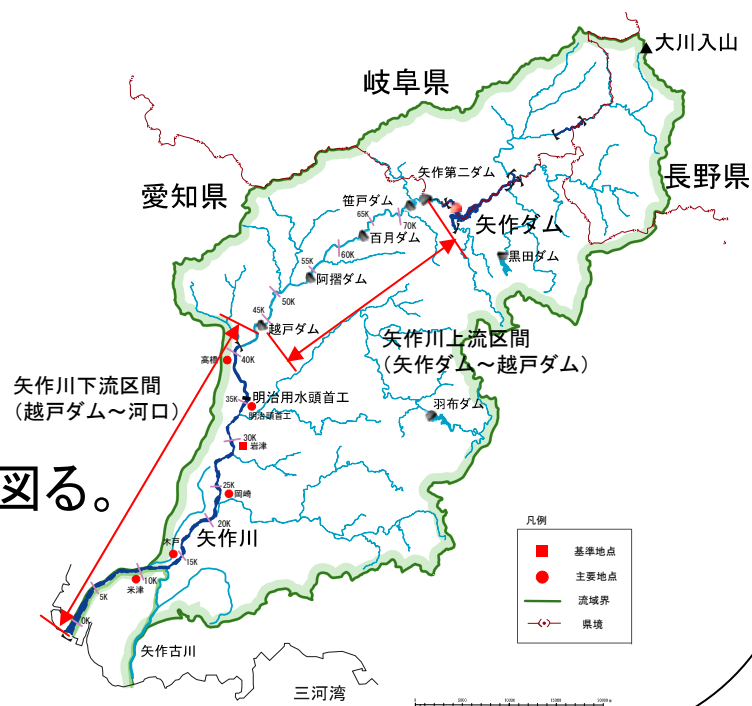 大川入山
岐阜県
長野県
愛知県
矢作第二ダム
笹戸ダム
65K
70K
矢作ダム
百月ダム
60K
黒田ダム
55K
阿摺ダム
50K
45K
越戸ダム
矢作川上流区間
(矢作ダム～越戸ダム)
高橋
40K
矢作川下流区間
(越戸ダム～河口)
35K
明治用水頭首工
明治頭首工
羽布ダム
30K
岩津
図る。
25K
岡崎
20K
矢作川
木戸
15K
10K
米津
5K
0K
矢作古川
三河湾
凡例
基準地点
主要地点
流域界
県境